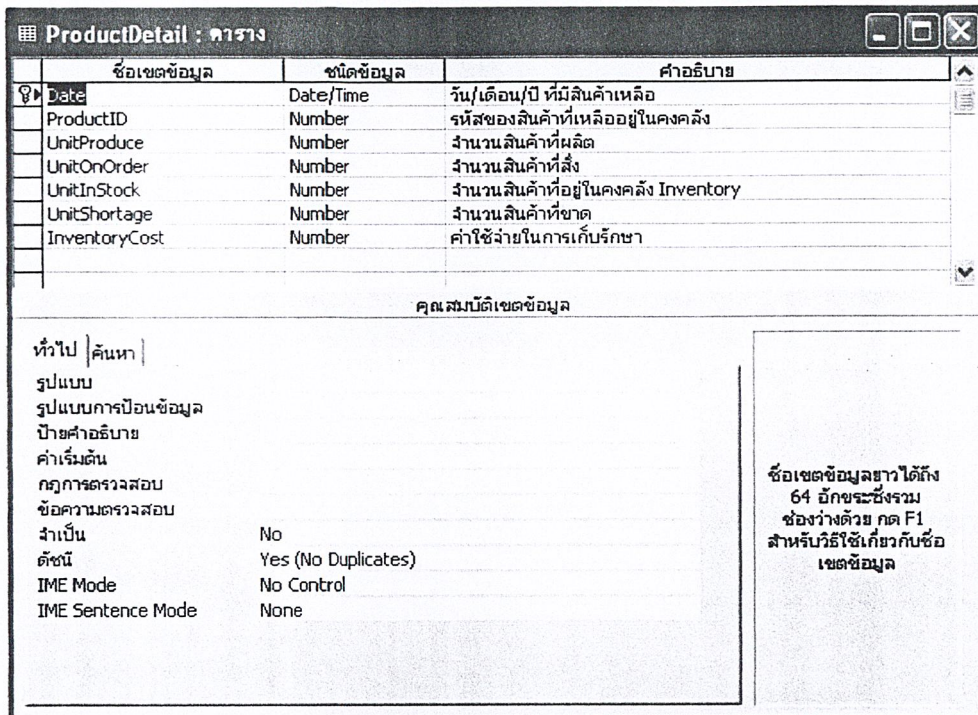 ProductDetail : ตาราง
ชื่อเขตข้อมูล ชนิดข้อมูล คำอธิบาย
Date Date/Time วัน/เดือน/ปี ที่มีสินค้าเหลือ
ProductID Number รหัสของสินค้าที่เหลืออยู่ในคงคลัง
UnitProduce Number จำนวนสินค้าที่ผลิต
UnitOnOrder Number จำนวนสินค้าที่สั่ง
UnitInStock Number จำนวนสินค้าที่อยู่ในคงคลัง Inventory
UnitShortage Number จำนวนสินค้าที่ขาด
InventoryCost Number ค่าใช้จ่ายในการเก็บรักษา
คุณสมบัติเขตข้อมูล
ทั่วไป ค้นหา
รูปแบบ
รูปแบบการป้อนข้อมูล
ป้ายคำอธิบาย
ค่าเริ่มต้น
กฎการตรวจสอบ
ข้อความตรวจสอบ
จำเป็น No
ดัชนี Yes (No Duplicates)
IME Mode No Control
IME Sentence Mode None
ชื่อเขตข้อมูลยาวได้ถึง
64 อักขระซึ่งรวม
ช่องว่างด้วย กด F1
สำหรับวิธีใช้เกี่ยวกับชื่อ
เขตข้อมูล